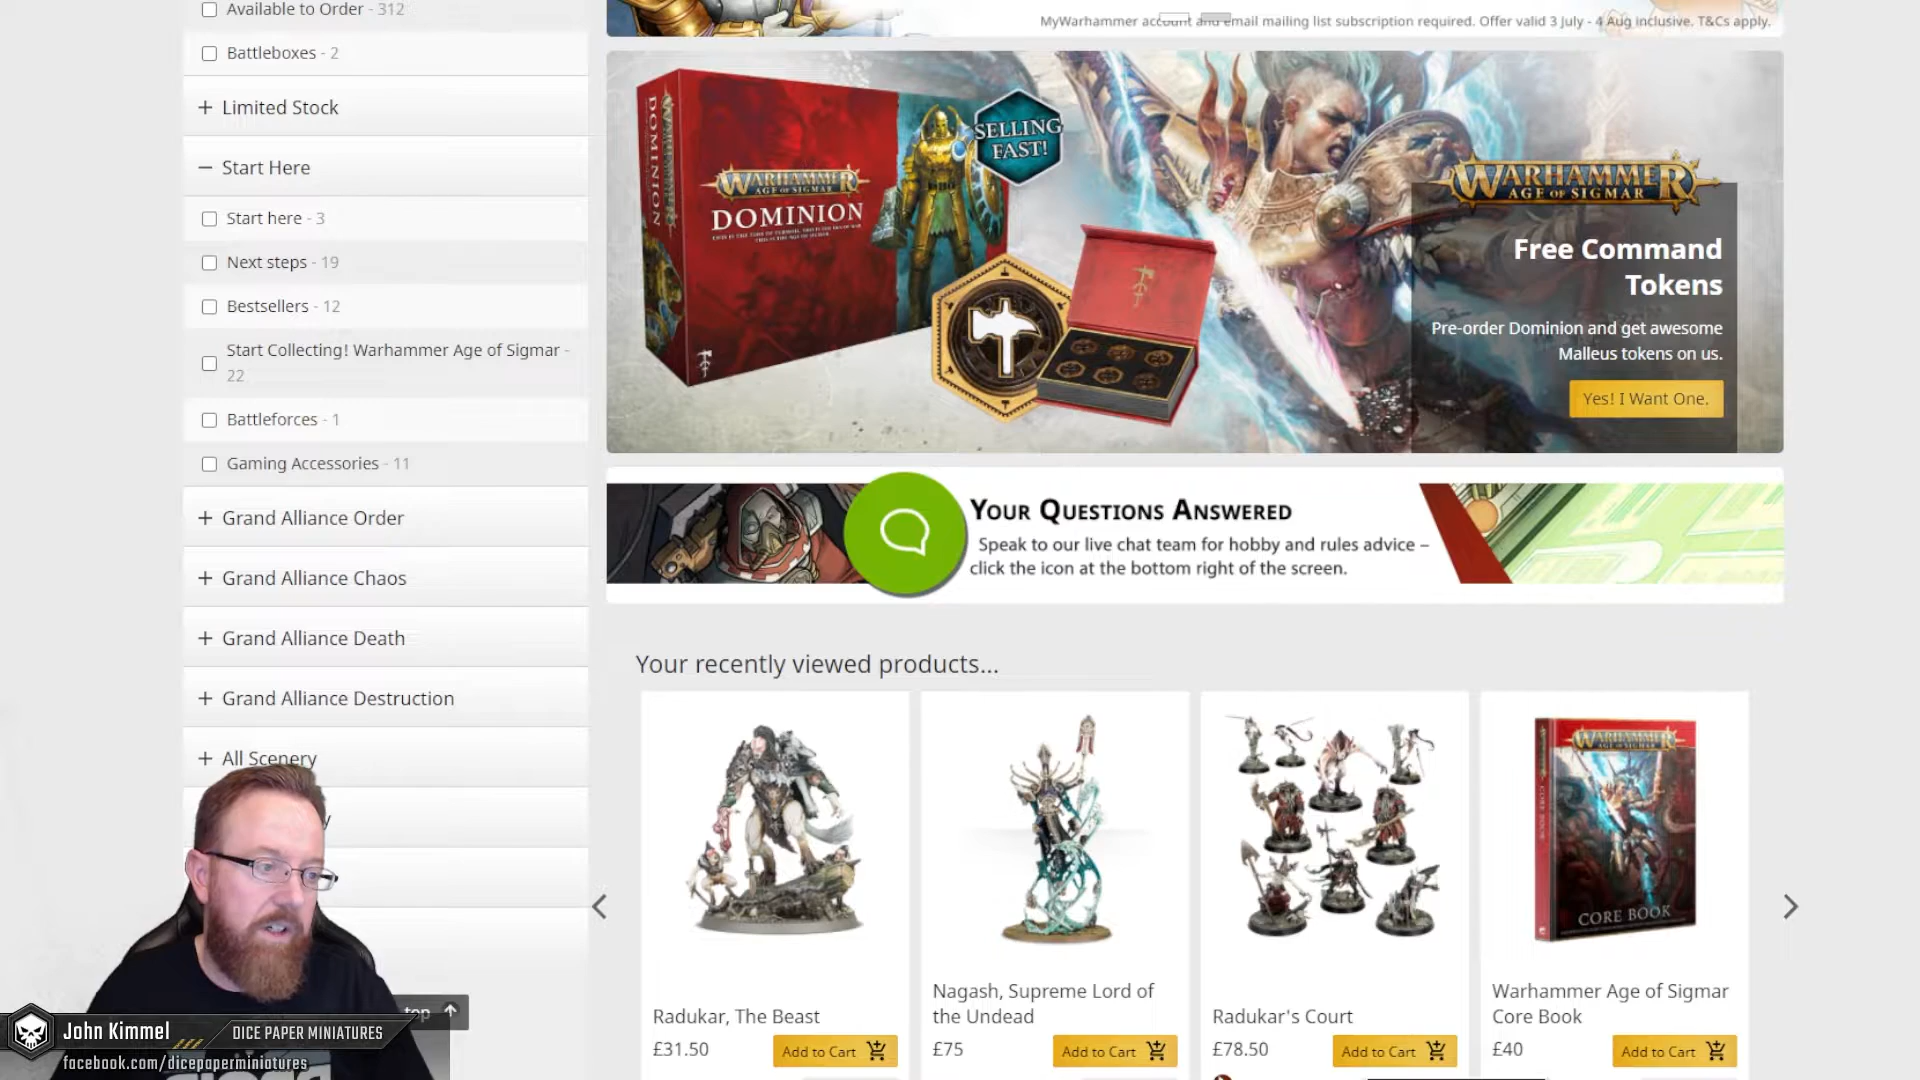 Available to Order - 312
Battleboxes - 2
+ Limited Stock
− Start Here
Start here - 3
Next steps - 19
Bestsellers - 12
Start Collecting! Warhammer Age of Sigmar -
22
Battleforces - 1
Gaming Accessories - 11
+ Grand Alliance Order
+ Grand Alliance Chaos
+ Grand Alliance Death
+ Grand Alliance Destruction
+ All Scenery
top
MyWarhammer account and email mailing list subscription required. Offer valid 3 July - 4 Aug inclusive. T&Cs apply.
DOMINION
WARHAMMER
AGE OF SIGMAR
DOMINION
SELLING
FAST!
WARHAMMER
AGE OF SIGMAR
Free Command
Tokens
Pre-order Dominion and get awesome
Malleus tokens on us.
Yes! I Want One.
YOUR QUESTIONS ANSWERED
Speak to our live chat team for hobby and rules advice –
click the icon at the bottom right of the screen.
Your recently viewed products...
WARHAMMER
AGE OF SIGMAR
CORE BOOK
Radukar, The Beast
£31.50
Add to Cart
Nagash, Supreme Lord of
the Undead
£75
Add to Cart
Radukar's Court
£78.50
Add to Cart
Warhammer Age of Sigmar
Core Book
£40
Add to Cart
John Kimmel
DICE PAPER MINIATURES
facebook.com/dicepaperminiatures